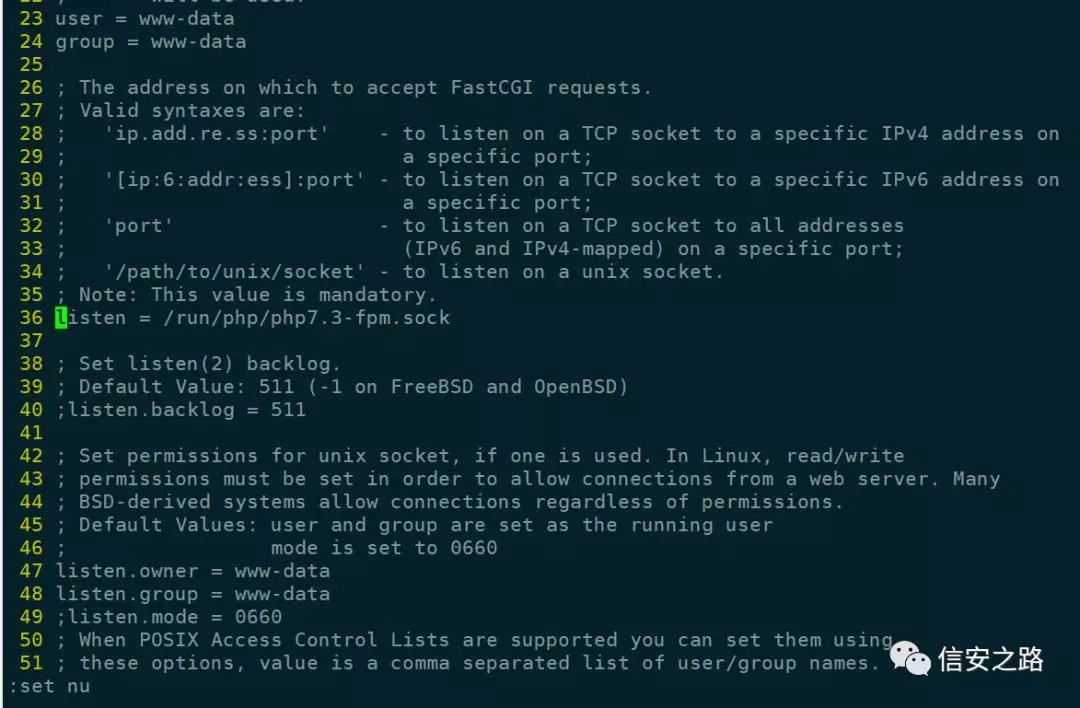 22 ; will be used.
23 user = www-data
24 group = www-data
25
26 ; The address on which to accept FastCGI requests.
27 ; Valid syntaxes are:
28 ;   'ip.add.re.ss:port'    - to listen on a TCP socket to a specific IPv4 address on
29 ;                            a specific port;
30 ;   '[ip:6:addr:ess]:port' - to listen on a TCP socket to a specific IPv6 address on
31 ;                            a specific port;
32 ;   'port'                 - to listen on a TCP socket to all addresses
33 ;                            (IPv6 and IPv4-mapped) on a specific port;
34 ;   '/path/to/unix/socket' - to listen on a unix socket.
35 ; Note: This value is mandatory.
36 listen = /run/php/php7.3-fpm.sock
37
38 ; Set listen(2) backlog.
39 ; Default Value: 511 (-1 on FreeBSD and OpenBSD)
40 ;listen.backlog = 511
41
42 ; Set permissions for unix socket, if one is used. In Linux, read/write
43 ; permissions must be set in order to allow connections from a web server. Many
44 ; BSD-derived systems allow connections regardless of permissions.
45 ; Default Values: user and group are set as the running user
46 ;                 mode is set to 0660
47 listen.owner = www-data
48 listen.group = www-data
49 ;listen.mode = 0660
50 ; When POSIX Access Control Lists are supported you can set them using
51 ; these options, value is a comma separated list of user/group names.
信安之路
:set nu